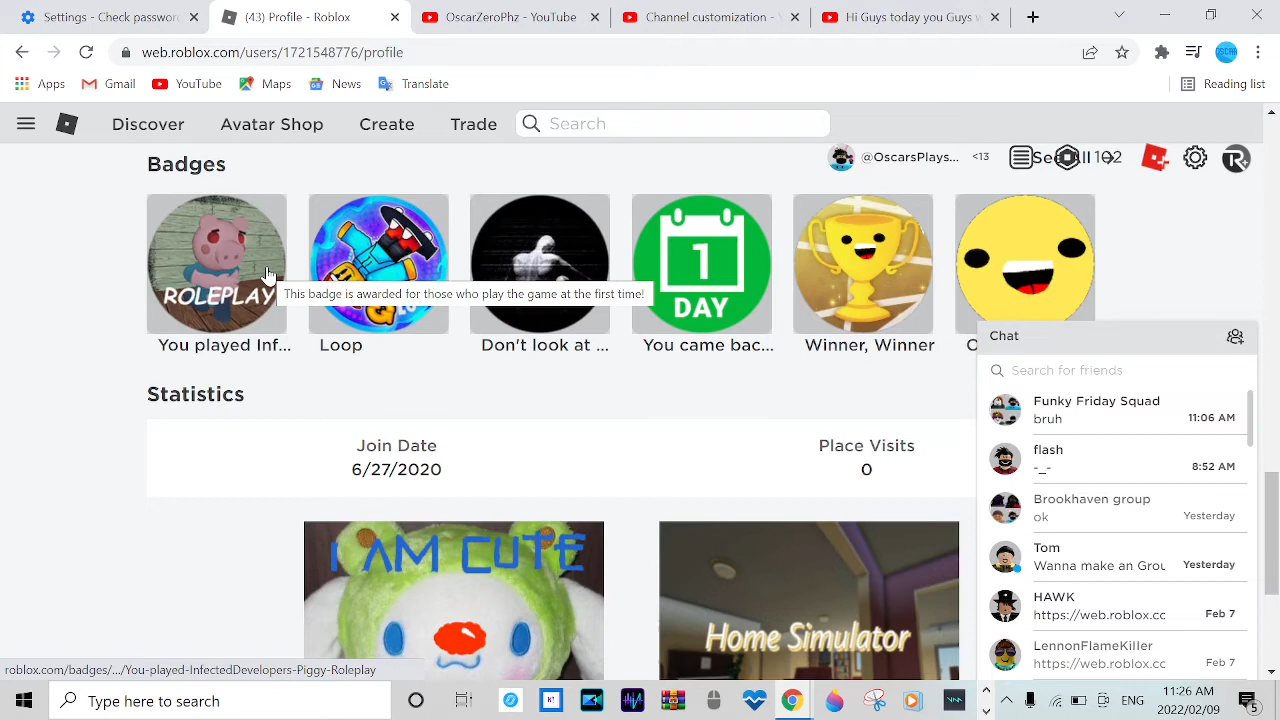 Settings - Checkers
(43) Profile - Roblox
OscarZeroPhz - YouTube
Channel customization -
Hi Guys today you Guys w
web.roblox.com/users/1721548776/profile
OSCAR
Apps
Gmail
YouTube
Maps
News
Translate
Reading list
Discover
Avatar Shop
Create
Trade
Search
Badges
@OscarsPlays...
<13
See All
102
ROLEPLAY
1
DAY
This badge is awarded for those who play the game at the first time!
You played Inf...
Loop
Don't look at ...
You came bac...
Winner, Winner
Statistics
Join Date
6/27/2020
Place Visits
0
I AM CUTE
Home Simulator
Chat
Search for friends
Funky Friday Squad
bruh
11:06 AM
flash
-_-
8:52 AM
Brookhaven group
ok
Yesterday
Tom
Wanna make an Grou
Yesterday
HAWK
https://web.roblox.cc
Feb 7
LennonFlameKiller
https://web.roblox.cc
Feb 7
roblox.com/badges/.../You-played-InfectedDevelopers-Piggy-Roleplay
Type here to search
ENG
11:26 AM
2022/02/09
5